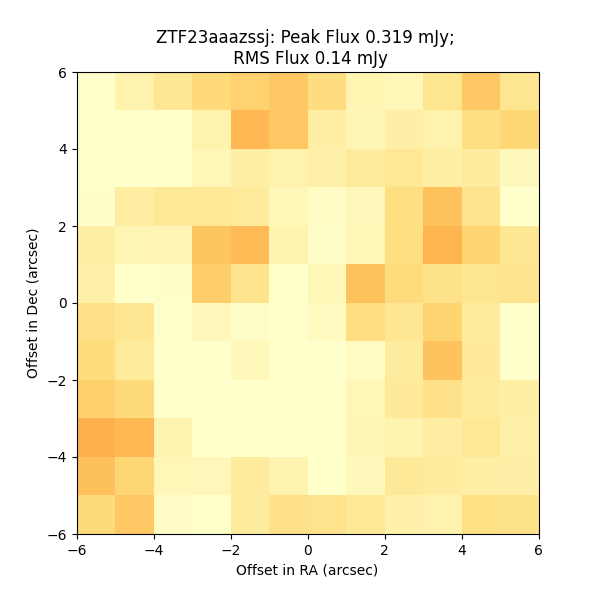 ZTF23aaazssj: Peak Flux 0.319 mJy;
RMS Flux 0.14 mJy
6
4
2
0
−2
−4
−6
Offset in Dec (arcsec)
−6 −4 −2 0 2 4 6
Offset in RA (arcsec)